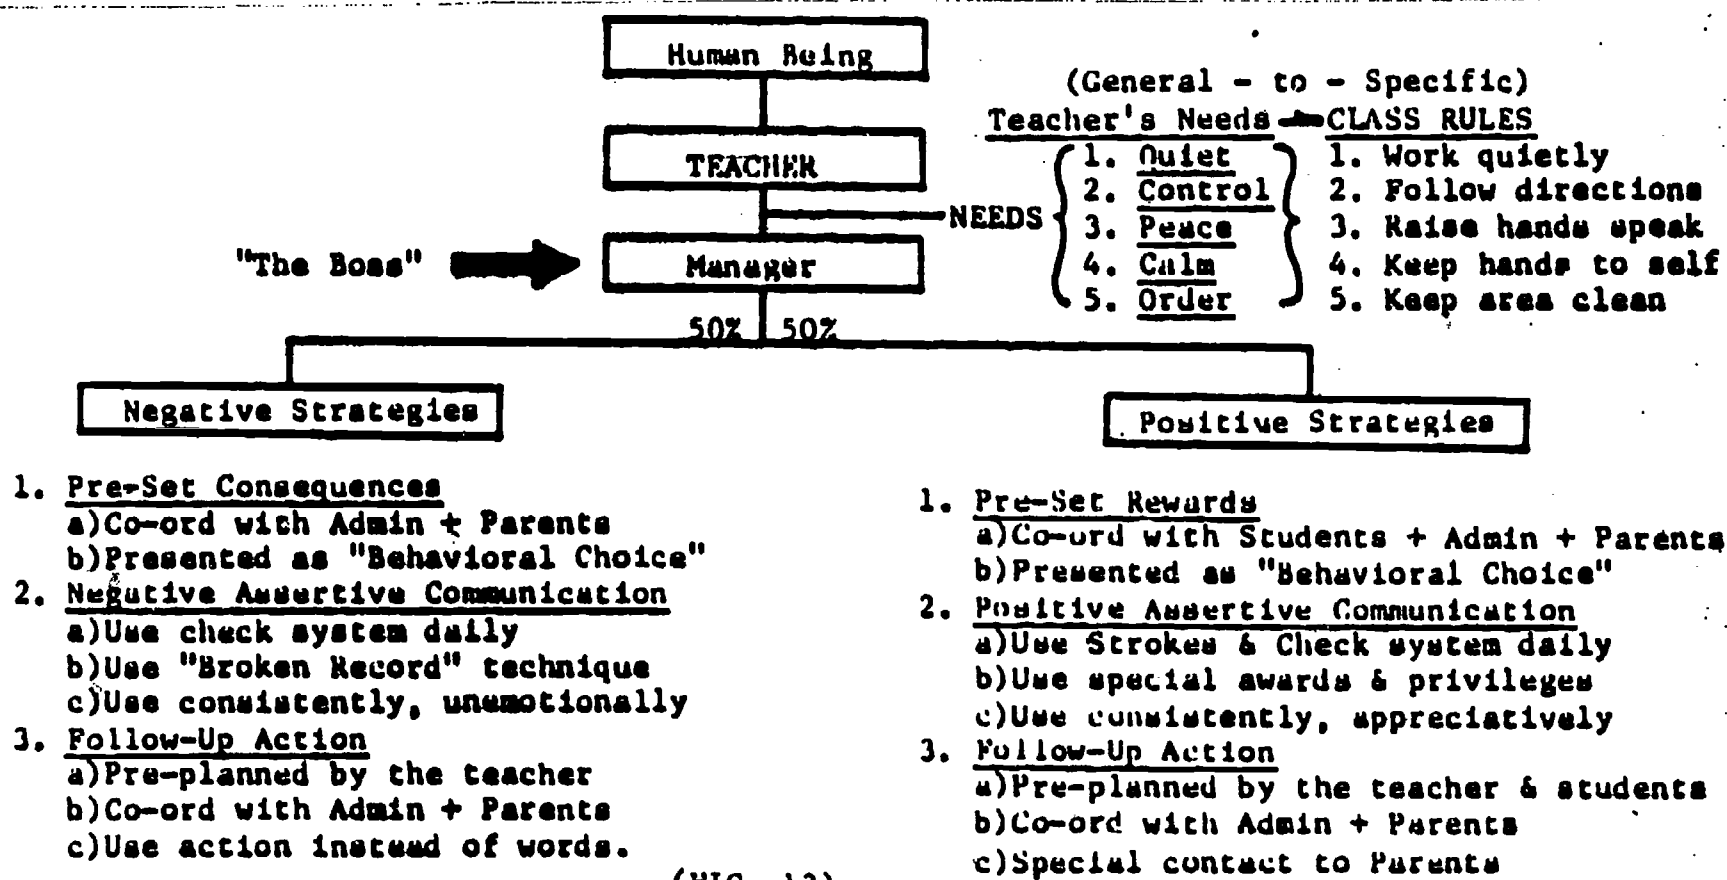 Human Being
TEACHER
"The Boss"
Manager
NEEDS
(General - to - Specific)
Teacher's Needs
CLASS RULES
1. Quiet
2. Control
3. Peace
4. Calm
5. Order
1. Work quietly
2. Follow directions
3. Raise hands speak
4. Keep hands to self
5. Keep area clean
50% 50%
Negative Strategies
1. Pre-Set Consequences
a)Co-ord with Admin + Parents
b)Presented as "Behavioral Choice"
2. Negative Assertive Communication
a)Use check system daily
b)Use "Broken Record" technique
c)Use consistently, unemotionally
3. Follow-Up Action
a)Pre-planned by the teacher
b)Co-ord with Admin + Parents
c)Use action instead of words.
Positive Strategies
1. Pre-Set Rewards
a)Co-ord with Students + Admin + Parents
b)Presented as "Behavioral Choice"
2. Positive Assertive Communication
a)Use Strokes & Check system daily
b)Use special awards & privileges
c)Use consistently, appreciatively
3. Follow-Up Action
a)Pre-planned by the teacher & students
b)Co-ord with Admin + Parents
c)Special contact to Parents